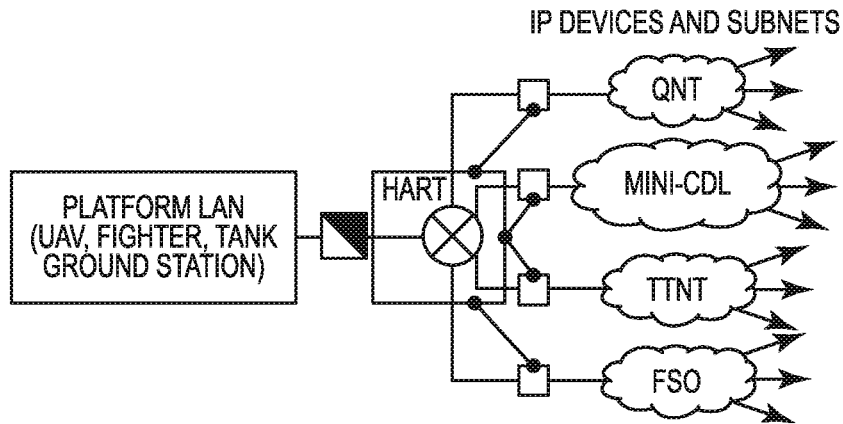 IP DEVICES AND SUBNETS
QNT
HART
MINI-CDL
PLATFORM LAN
(UAV, FIGHTER, TANK
GROUND STATION)
TTNT
FSO